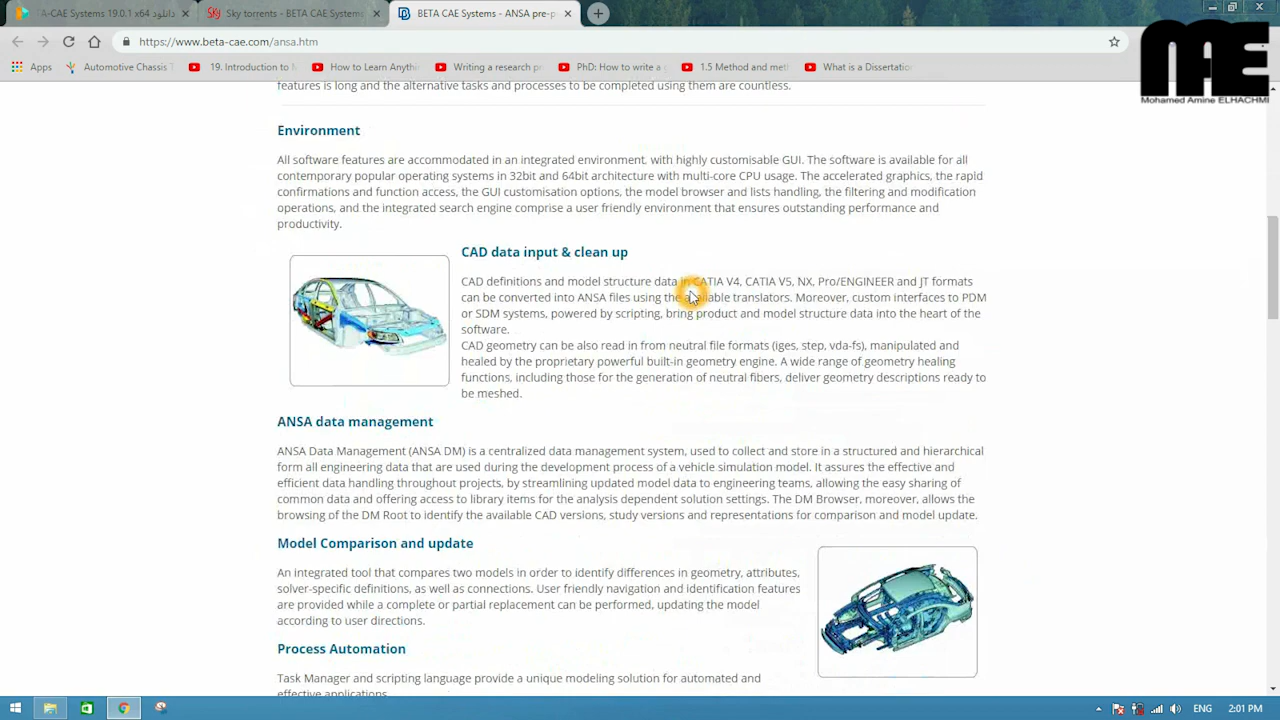 BETA-CAE Systems 19.0.1 x64 دانلود
Sky torrents - BETA CAE Systems
BETA CAE Systems - ANSA pre-p
https://www.beta-cae.com/ansa.htm
Apps
Automotive Chassis T
19. Introduction to
How to Learn Anythin
Writing a research p
PhD: How to write a
1.5 Method and met
What is a Dissertation
MAE
Mohamed Amine ELHACHMI
features is long and the alternative tasks and processes to be completed using them are countless.
Environment
All software features are accommodated in an integrated environment, with highly customisable GUI. The software is available for all
contemporary popular operating systems in 32bit and 64bit architecture with multi-core CPU usage. The accelerated graphics, the rapid
confirmations and function access, the GUI customisation options, the model browser and lists handling, the filtering and modification
operations, and the integrated search engine comprise a user friendly environment that ensures outstanding performance and
productivity.
CAD data input & clean up
CAD definitions and model structure data in CATIA V4, CATIA V5, NX, Pro/ENGINEER and JT formats
can be converted into ANSA files using the available translators. Moreover, custom interfaces to PDM
or SDM systems, powered by scripting, bring product and model structure data into the heart of the
software.
CAD geometry can be also read in from neutral file formats (iges, step, vda-fs), manipulated and
healed by the proprietary powerful built-in geometry engine. A wide range of geometry healing
functions, including those for the generation of neutral fibers, deliver geometry descriptions ready to
be meshed.
ANSA data management
ANSA Data Management (ANSA DM) is a centralized data management system, used to collect and store in a structured and hierarchical
form all engineering data that are used during the development process of a vehicle simulation model. It assures the effective and
efficient data handling throughout projects, by streamlining updated model data to engineering teams, allowing the easy sharing of
common data and offering access to library items for the analysis dependent solution settings. The DM Browser, moreover, allows the
browsing of the DM Root to identify the available CAD versions, study versions and representations for comparison and model update.
Model Comparison and update
An integrated tool that compares two models in order to identify differences in geometry, attributes,
solver-specific definitions, as well as connections. User friendly navigation and identification features
are provided while a complete or partial replacement can be performed, updating the model
according to user directions.
Process Automation
Task Manager and scripting language provide a unique modeling solution for automated and
effective applications.
ENG
2:01 PM